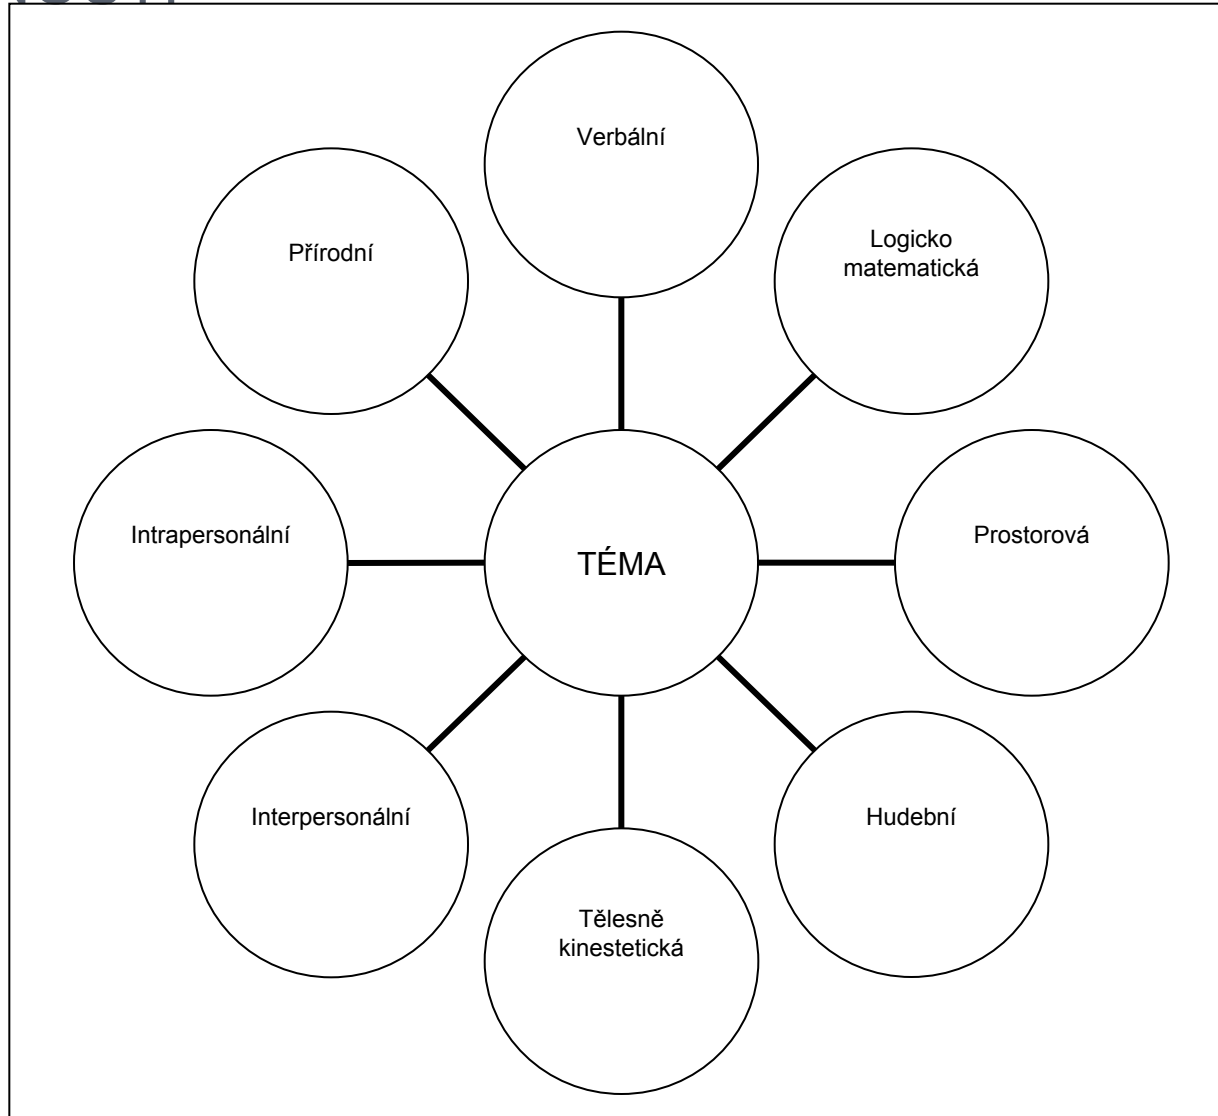 Verbální
Logicko
matematická
Přírodní
Intrapersonální
TÉMA
Prostorová
Interpersonální
Hudební
Tělesně
kinestetická